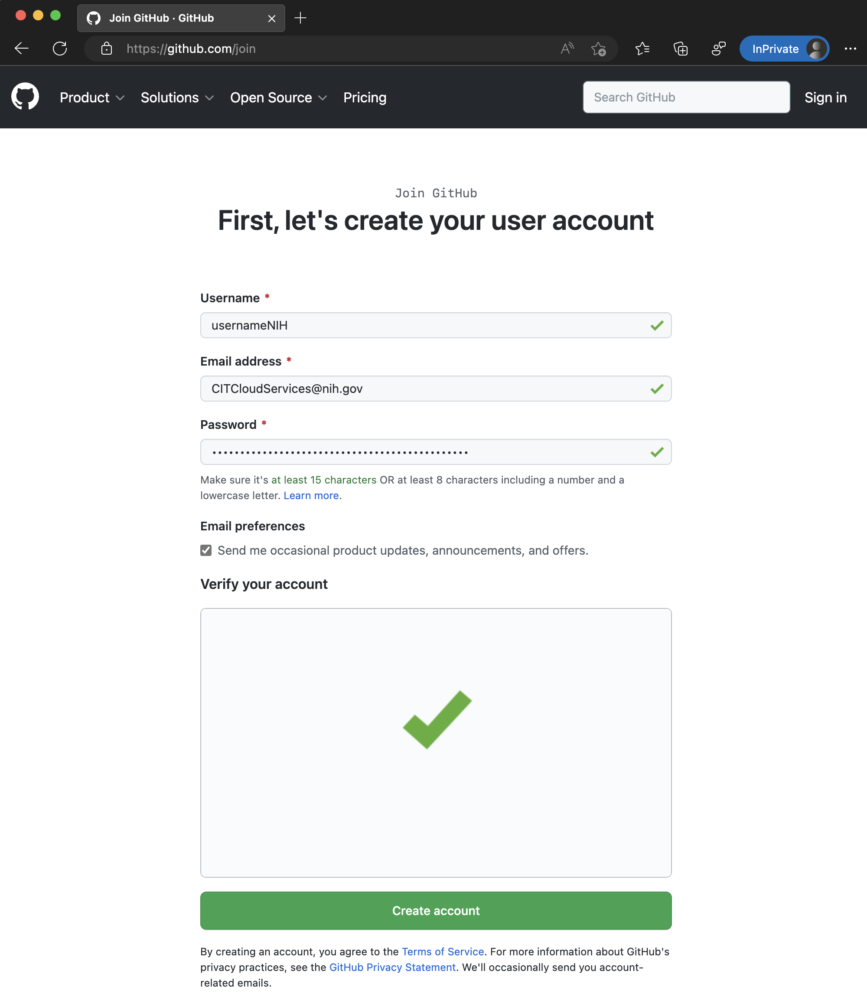 Join GitHub · GitHub
https://github.com/join
InPrivate
Product
Solutions
Open Source
Pricing
Search GitHub
Sign in
Join GitHub
First, let's create your user account
Username *
usernameNIH
Email address *
CITCloudServices@nih.gov
Password *
Make sure it's at least 15 characters OR at least 8 characters including a number and a
lowercase letter. Learn more.
Email preferences
Send me occasional product updates, announcements, and offers.
Verify your account
Create account
By creating an account, you agree to the Terms of Service. For more information about GitHub's
privacy practices, see the GitHub Privacy Statement. We'll occasionally send you account-
related emails.